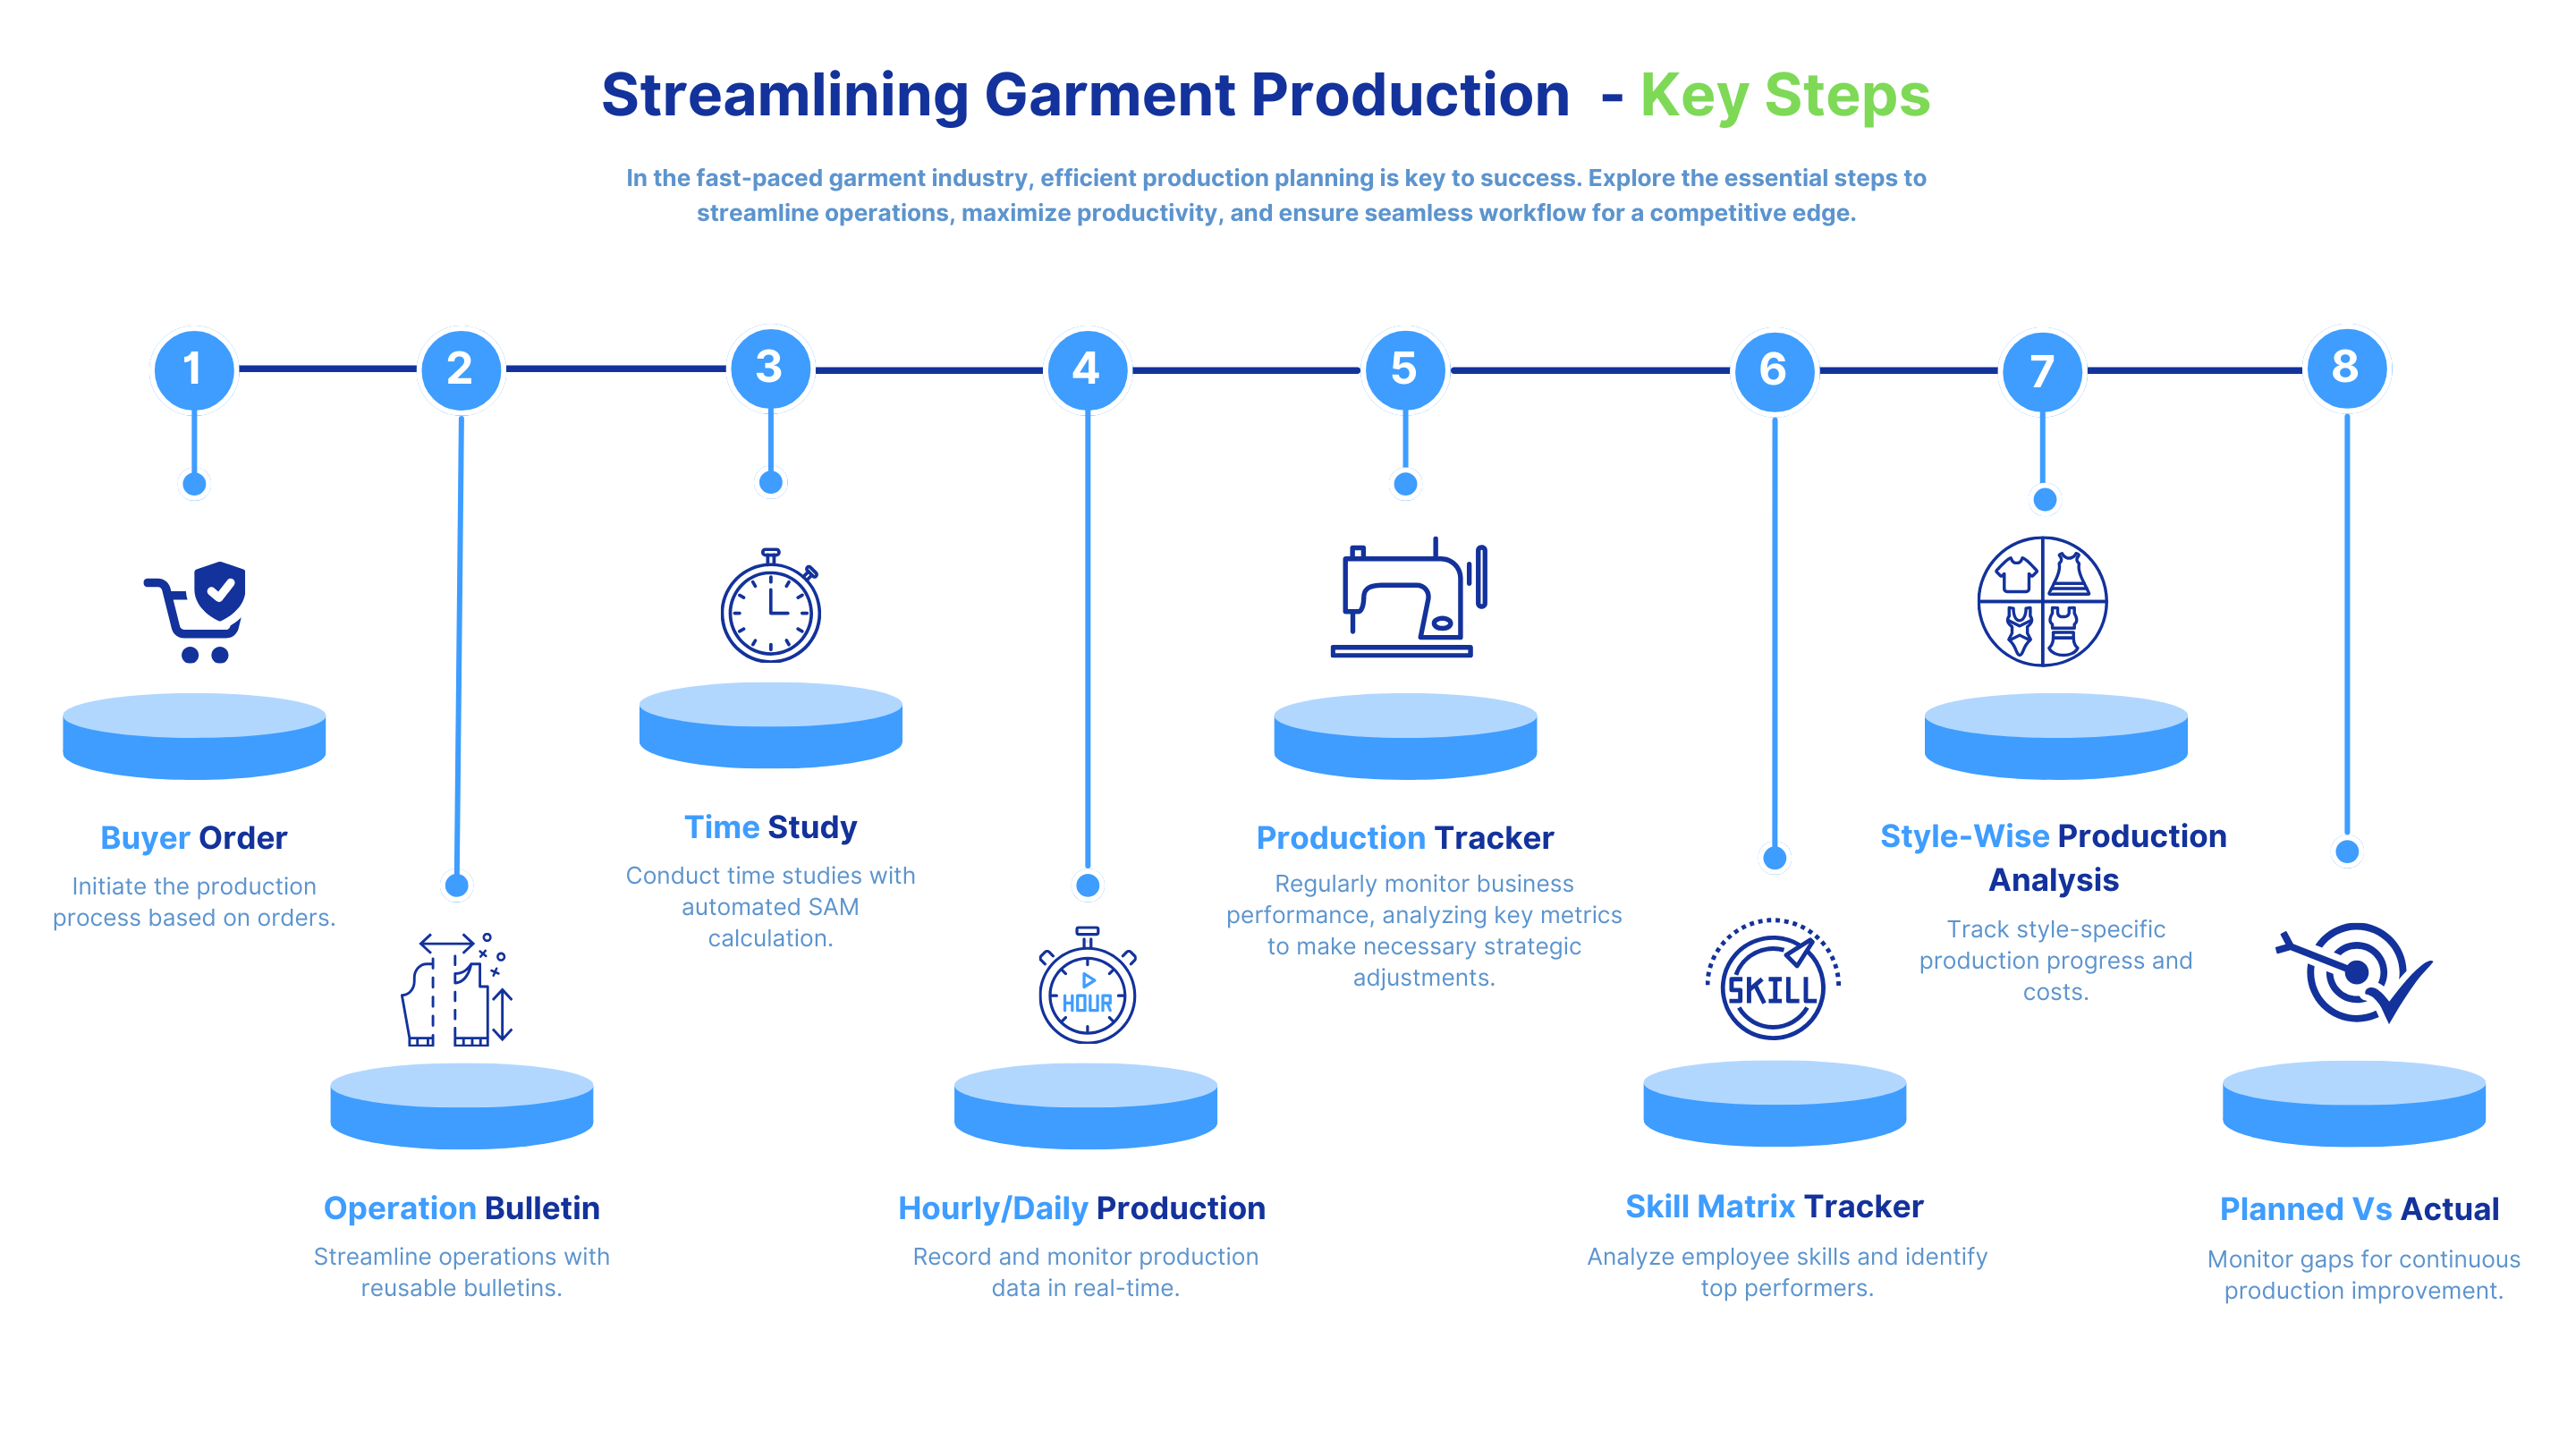 Streamlining Garment Production - Key Steps
In the fast-paced garment industry, efficient production planning is key to success. Explore the essential steps to
streamline operations, maximize productivity, and ensure seamless workflow for a competitive edge.
1
2
3
4
5
6
7
8
Buyer Order
Initiate the production
process based on orders.
Operation Bulletin
Streamline operations with
reusable bulletins.
Time Study
Conduct time studies with
automated SAM
calculation.
HOUR
Hourly/Daily Production
Record and monitor production
data in real-time.
Production Tracker
Regularly monitor business
performance, analyzing key metrics
to make necessary strategic
adjustments.
SKILL
Skill Matrix Tracker
Analyze employee skills and identify
top performers.
Style-Wise Production
Analysis
Track style-specific
production progress and
costs.
Planned Vs Actual
Monitor gaps for continuous
production improvement.